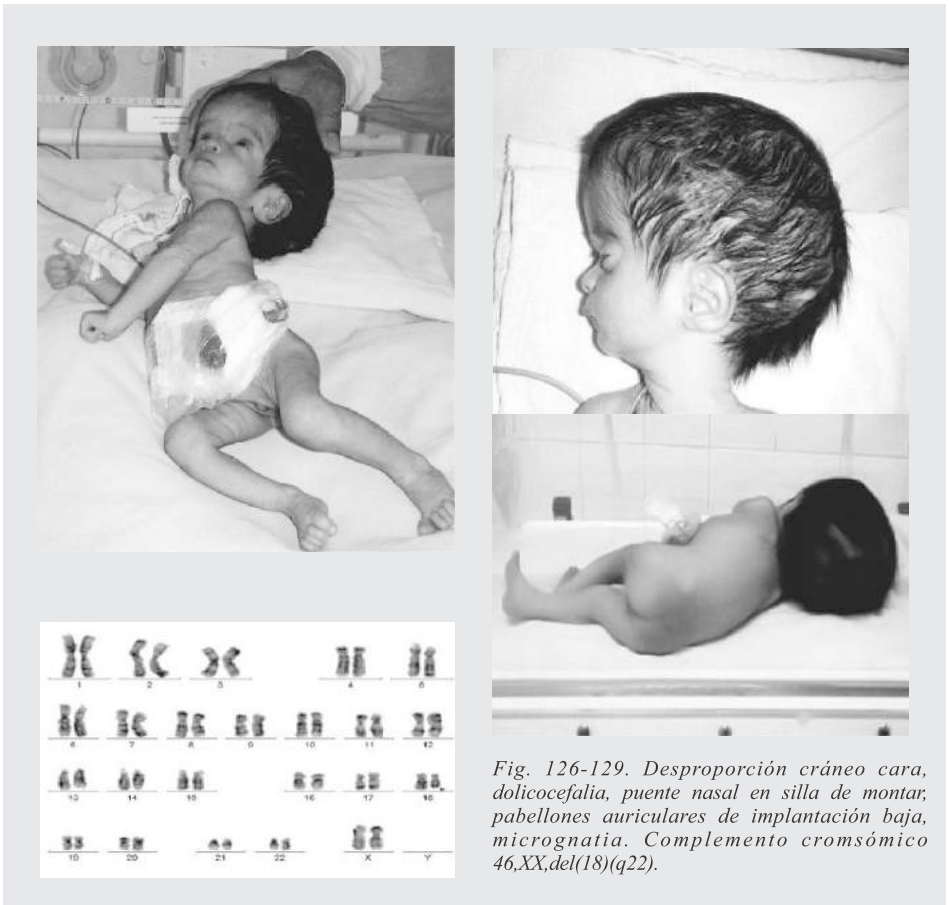 1 2 3 4 5
6 7 8 9 10 11 12
13 14 15 16 17 18
19 20 21 22 X Y
Fig. 126-129. Desproporción cráneo cara,
dolicocefalia, puente nasal en silla de montar,
pabellones auriculares de implantación baja,
micrognatia. Complemento cromsómico
46,XX,del(18)(q22).